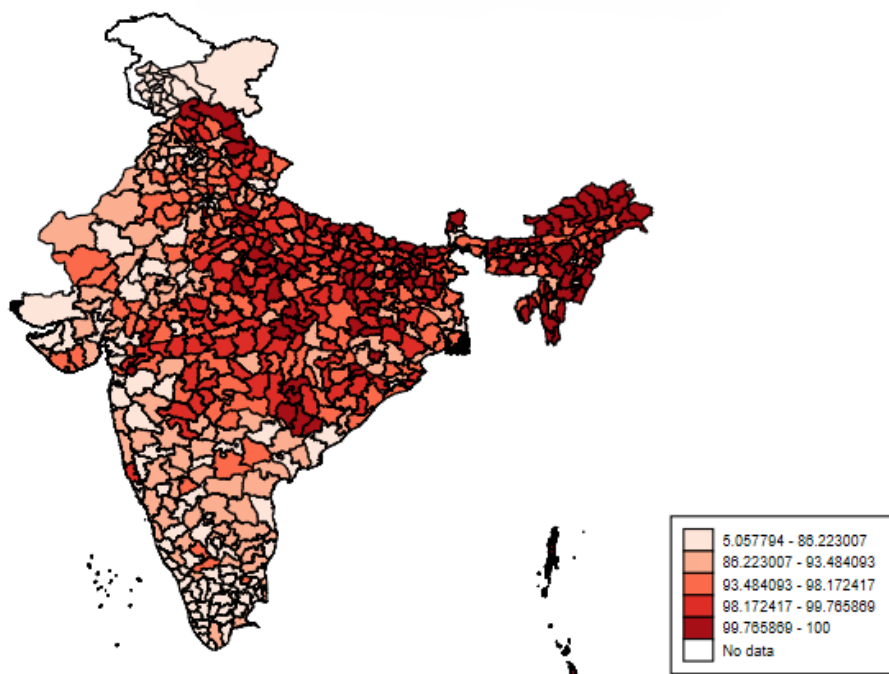 5.057794 - 86.223007
86.223007 - 93.484093
93.484093 - 98.172417
98.172417 - 99.765869
99.765869 - 100
No data